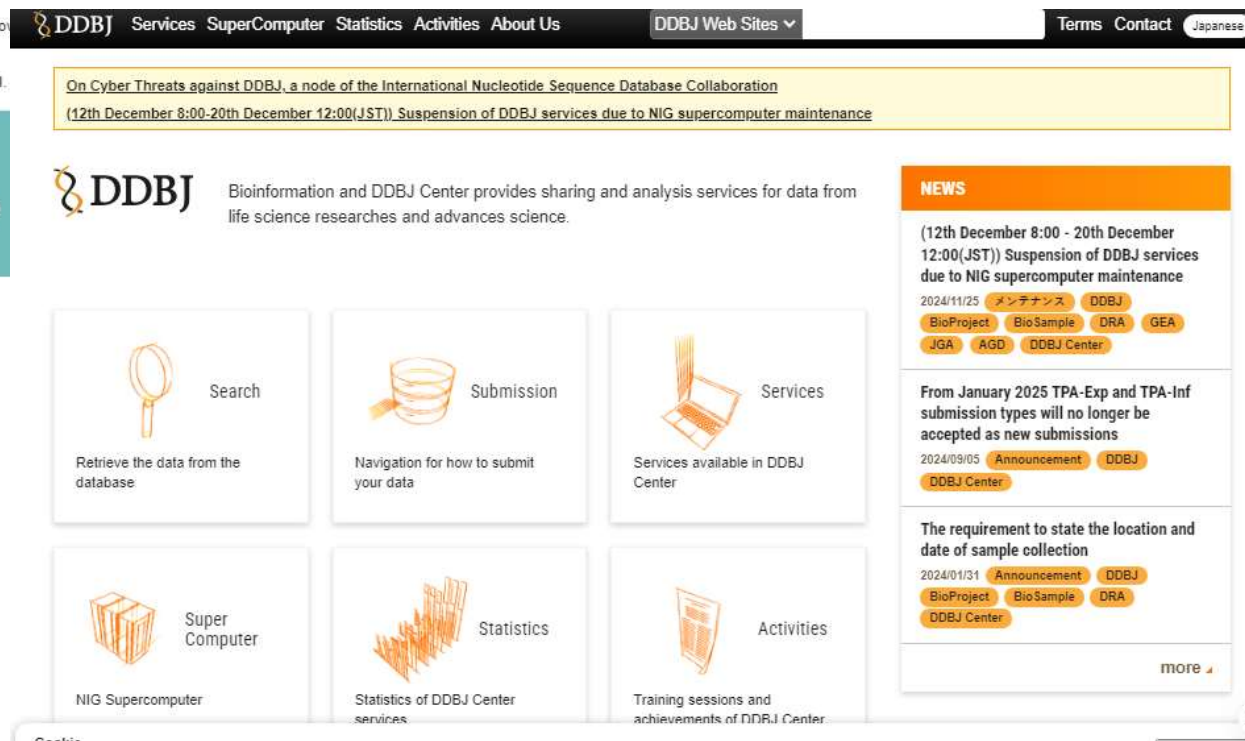 DDBJ Services SuperComputer Statistics Activities About Us DDBJ Web Sites Terms Contact Japanese
On Cyber Threats against DDBJ, a node of the International Nucleotide Sequence Database Collaboration
(12th December 8:00-20th December 12:00(JST)) Suspension of DDBJ services due to NIG supercomputer maintenance
DDBJ
Bioinformation and DDBJ Center provides sharing and analysis services for data from
life science researches and advances science.
Search
Retrieve the data from the
database
Submission
Navigation for how to submit
your data
Services
Services available in DDBJ
Center
Super
Computer
NIG Supercomputer
Statistics
Statistics of DDBJ Center
services
Activities
Training sessions and
achievements of DDBJ Center
NEWS
(12th December 8:00 - 20th December
12:00(JST)) Suspension of DDBJ services
due to NIG supercomputer maintenance
2024/11/25 メンテナンス DDBJ
BioProject BioSample DRA GEA
JGA AGD DDBJ Center
From January 2025 TPA-Exp and TPA-Inf
submission types will no longer be
accepted as new submissions
2024/09/05 Announcement DDBJ
DDBJ Center
The requirement to state the location and
date of sample collection
2024/01/31 Announcement DDBJ
BioProject BioSample DRA
DDBJ Center
more